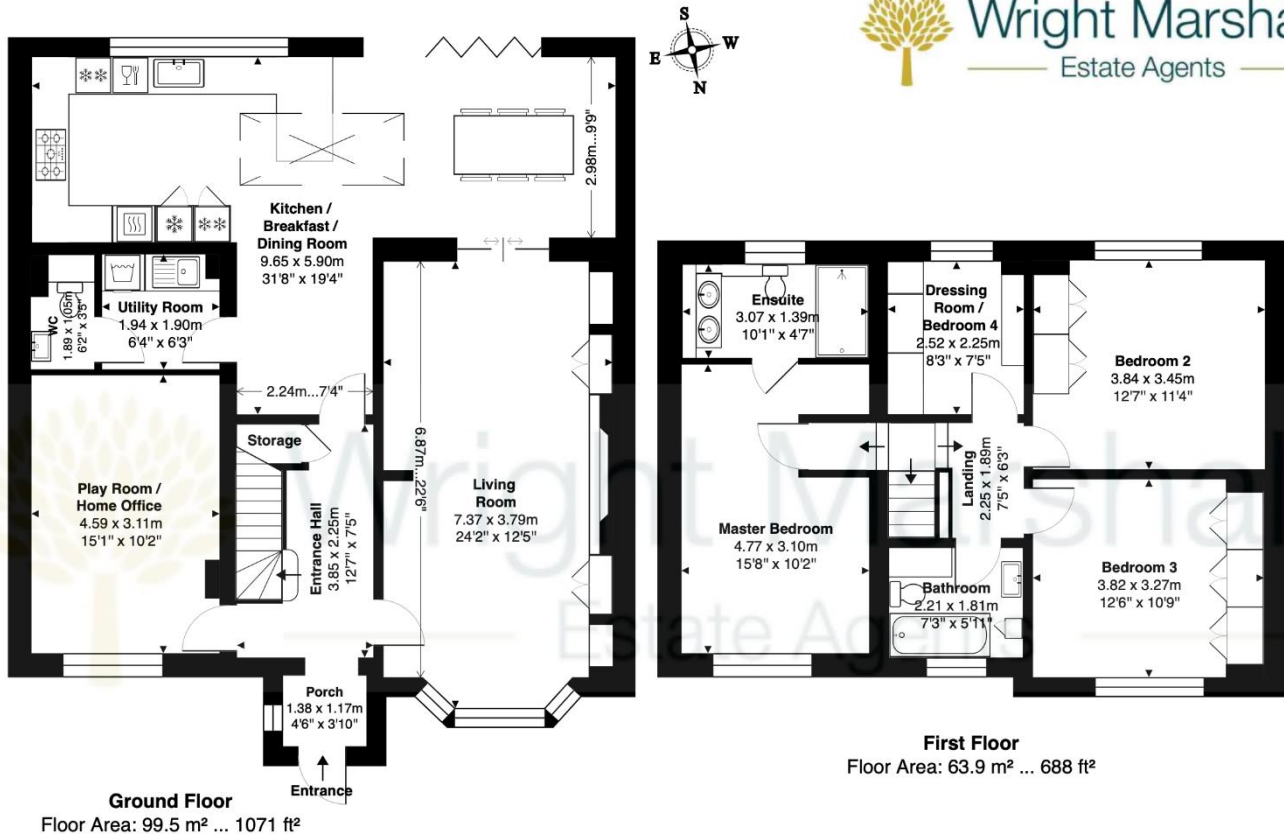 Wright Marsha
Estate Agents
S
E
W
N
2.98m...9'9"
Kitchen /
Breakfast /
Dining Room
9.65 x 5.90m
31'8" x 19'4"
WC
1.89 x 1.05m
6'2" x 3'5"
Utility Room
1.94 x 1.90m
6'4" x 6'3"
2.24m...7'4"
Storage
Play Room /
Home Office
4.59 x 3.11m
15'1" x 10'2"
Entrance Hall
3.85 x 2.25m
12'7" x 7'5"
6.87m...22'6"
Living
Room
7.37 x 3.79m
24'2" x 12'5"
Porch
1.38 x 1.17m
4'6" x 3'10"
Entrance
Ground Floor
Floor Area: 99.5 m² ... 1071 ft²
Ensuite
3.07 x 1.39m
10'1" x 4'7"
Dressing
Room /
Bedroom 4
2.52 x 2.25m
8'3" x 7'5"
Bedroom 2
3.84 x 3.45m
12'7" x 11'4"
Landing
2.25 x 1.89m
7'5" x 6'3"
Master Bedroom
4.77 x 3.10m
15'8" x 10'2"
Bathroom
2.21 x 1.81m
7'3" x 5'11"
Bedroom 3
3.82 x 3.27m
12'6" x 10'9"
First Floor
Floor Area: 63.9 m² ... 688 ft²
Wright Marshal
Estate Agents